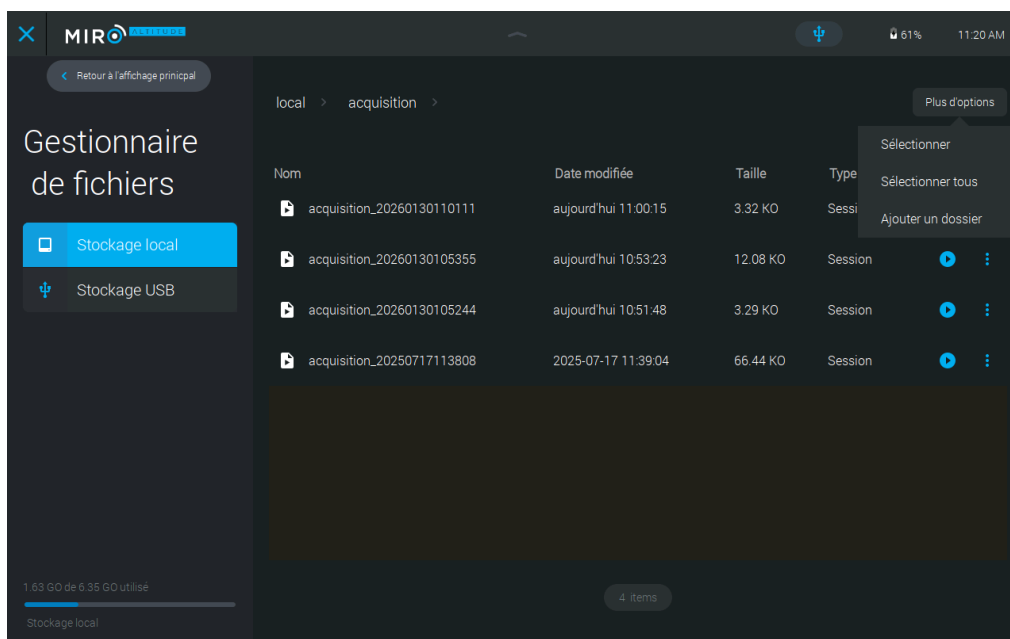 MIRO ALTITUDE
61%
11:20 AM
Retour à l'affichage prinicpal
Gestionnaire
de fichiers
Stockage local
Stockage USB
1.63 GO de 6.35 GO utilisé
Stockage local
local > acquisition >
Plus d'options
Sélectionner
Sélectionner tous
Ajouter un dossier
Nom Date modifiée Taille Type
acquisition_20260130110111 aujourd'hui 11:00:15 3.32 KO Sessi
acquisition_20260130105355 aujourd'hui 10:53:23 12.08 KO Session
acquisition_20260130105244 aujourd'hui 10:51:48 3.29 KO Session
acquisition_20250717113808 2025-07-17 11:39:04 66.44 KO Session
4 items